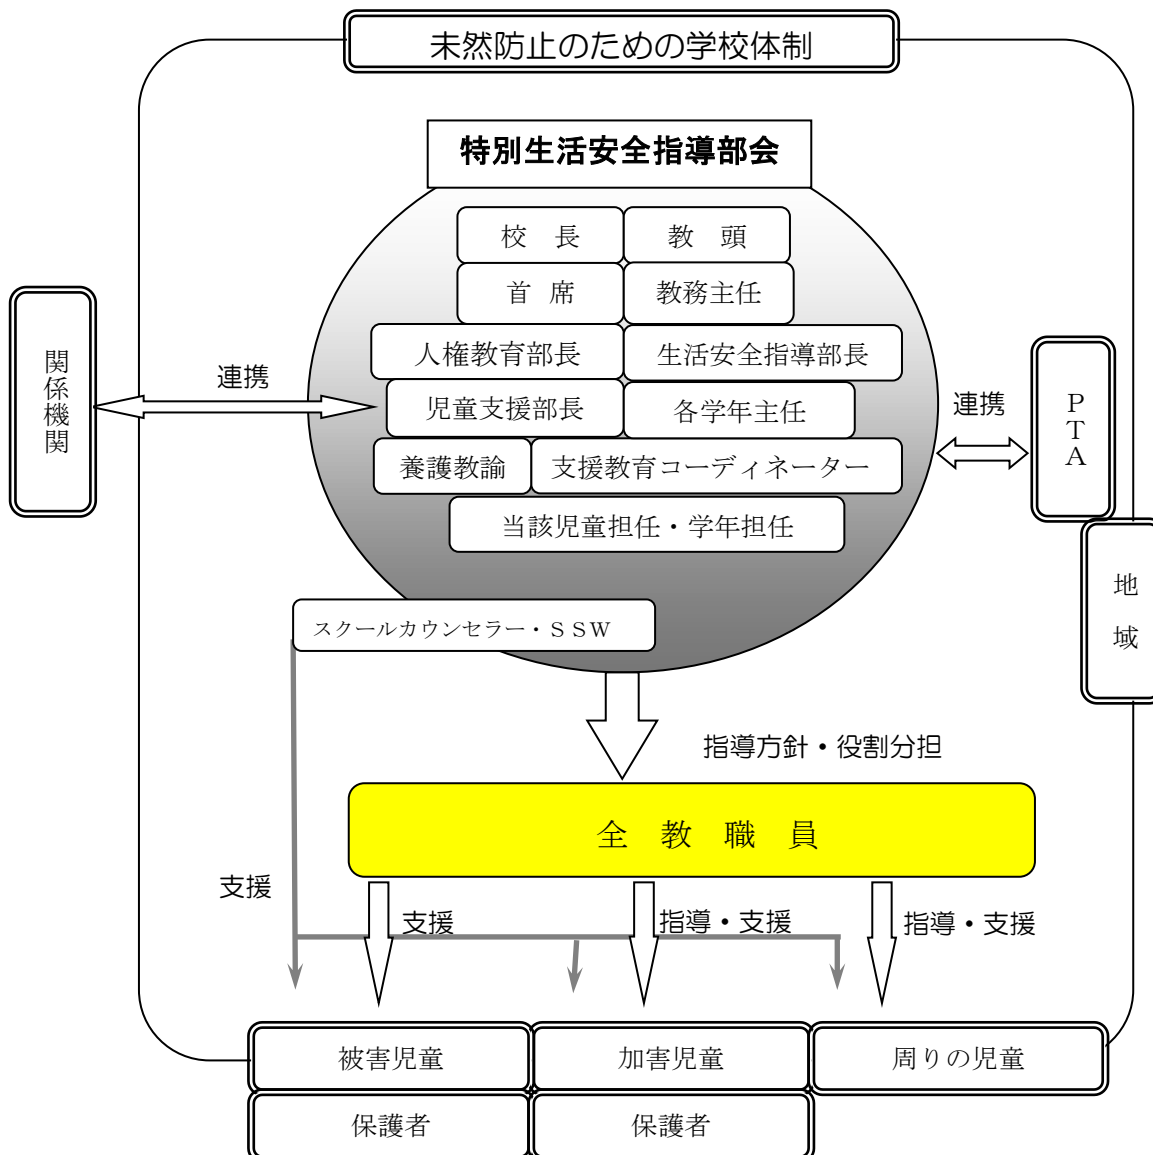 未然防止のための学校体制
特別生活安全指導部会
校　長
教　頭
首　席
教務主任
人権教育部長
生活安全指導部長
児童支援部長
各学年主任
養護教諭
支援教育コーディネーター
当該児童担任・学年担任
スクールカウンセラー・ＳＳＷ
関係機関
連携
連携
ＰＴＡ
地域
指導方針・役割分担
全　教　職　員
支援
支援
指導・支援
指導・支援
被害児童
加害児童
周りの児童
保護者
保護者